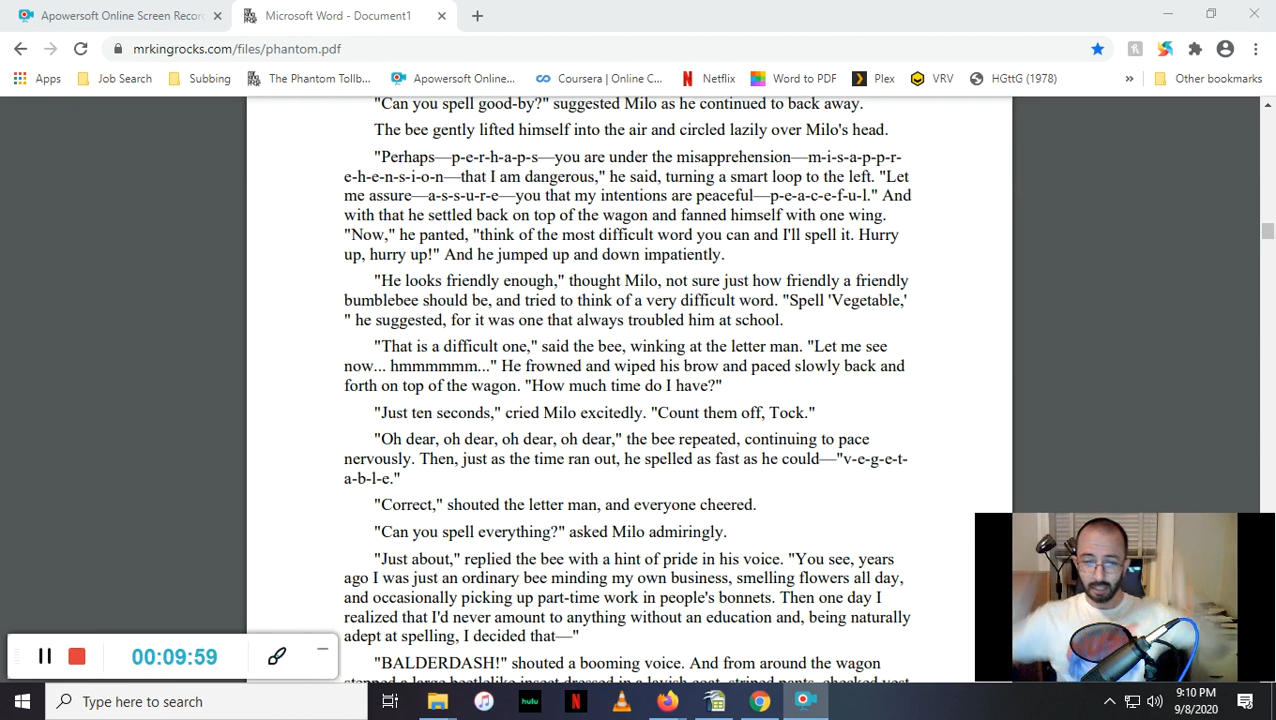 Apowersoft Online Screen Recor
Microsoft Word - Document1
mrkingrocks.com/files/phantom.pdf
Apps
Job Search
Subbing
The Phantom Tollb...
Apowersoft Online...
Coursera | Online C...
Netflix
Word to PDF
Plex
VRV
HGttG (1978)
»
Other bookmarks
"Can you spell good-by?" suggested Milo as he continued to back away.
The bee gently lifted himself into the air and circled lazily over Milo's head.
"Perhaps—p-e-r-h-a-p-s—you are under the misapprehension—m-i-s-a-p-p-r-
e-h-e-n-s-i-o-n—that I am dangerous," he said, turning a smart loop to the left. "Let
me assure—a-s-s-u-r-e—you that my intentions are peaceful—p-e-a-c-e-f-u-l." And
with that he settled back on top of the wagon and fanned himself with one wing.
"Now," he panted, "think of the most difficult word you can and I'll spell it. Hurry
up, hurry up!" And he jumped up and down impatiently.
"He looks friendly enough," thought Milo, not sure just how friendly a friendly
bumblebee should be, and tried to think of a very difficult word. "Spell 'Vegetable,'
" he suggested, for it was one that always troubled him at school.
"That is a difficult one," said the bee, winking at the letter man. "Let me see
now... hmmmmmm..." He frowned and wiped his brow and paced slowly back and
forth on top of the wagon. "How much time do I have?"
"Just ten seconds," cried Milo excitedly. "Count them off, Tock."
"Oh dear, oh dear, oh dear, oh dear," the bee repeated, continuing to pace
nervously. Then, just as the time ran out, he spelled as fast as he could—"v-e-g-e-t-
a-b-l-e."
"Correct," shouted the letter man, and everyone cheered.
"Can you spell everything?" asked Milo admiringly.
"Just about," replied the bee with a hint of pride in his voice. "You see, years
ago I was just an ordinary bee minding my own business, smelling flowers all day,
and occasionally picking up part-time work in people's bonnets. Then one day I
realized that I'd never amount to anything without an education and, being naturally
adept at spelling, I decided that—"
"BALDERDASH!" shouted a booming voice. And from around the wagon
stepped a large beetlelike insect dressed in a lavish coat, striped pants, checked vest
00:09:59
Type here to search
hulu
9:10 PM
9/8/2020